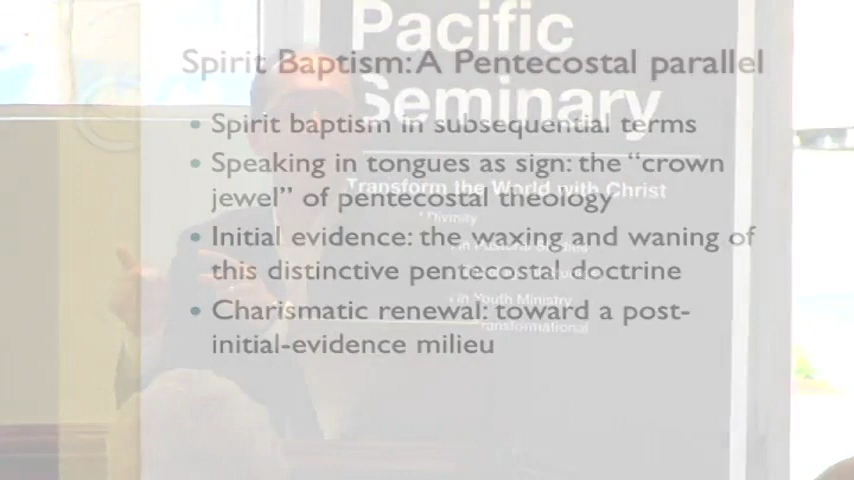 Pacific
Seminary
Transform the World with Christ
Divinity
in Youth Ministry
Transformational
Spirit Baptism: A Pentecostal parallel
• Spirit baptism in subsequential terms
• Speaking in tongues as sign: the “crown
jewel” of pentecostal theology
• Initial evidence: the waxing and waning of
this distinctive pentecostal doctrine
• Charismatic renewal: toward a post-
initial-evidence milieu